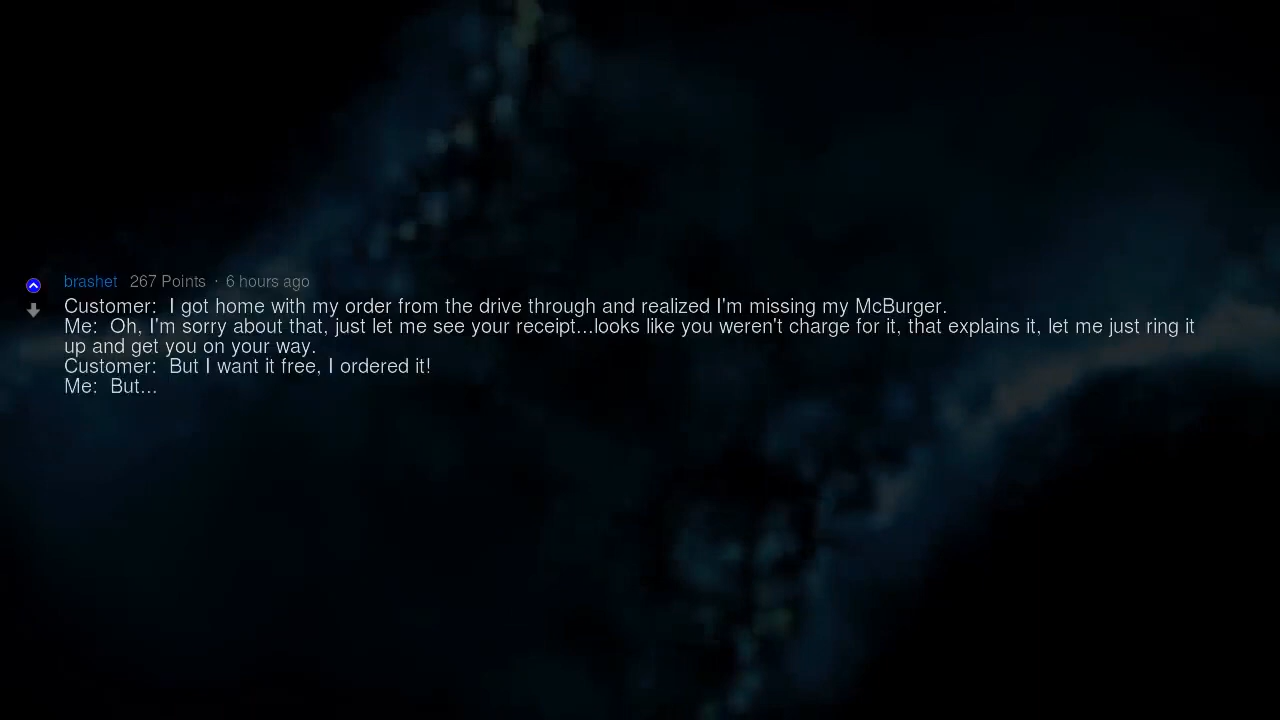 brashet 267 Points · 6 hours ago
Customer:  I got home with my order from the drive through and realized I'm missing my McBurger.
Me:  Oh, I'm sorry about that, just let me see your receipt...looks like you weren't charge for it, that explains it, let me just ring it
up and get you on your way.
Customer:  But I want it free, I ordered it!
Me:  But...